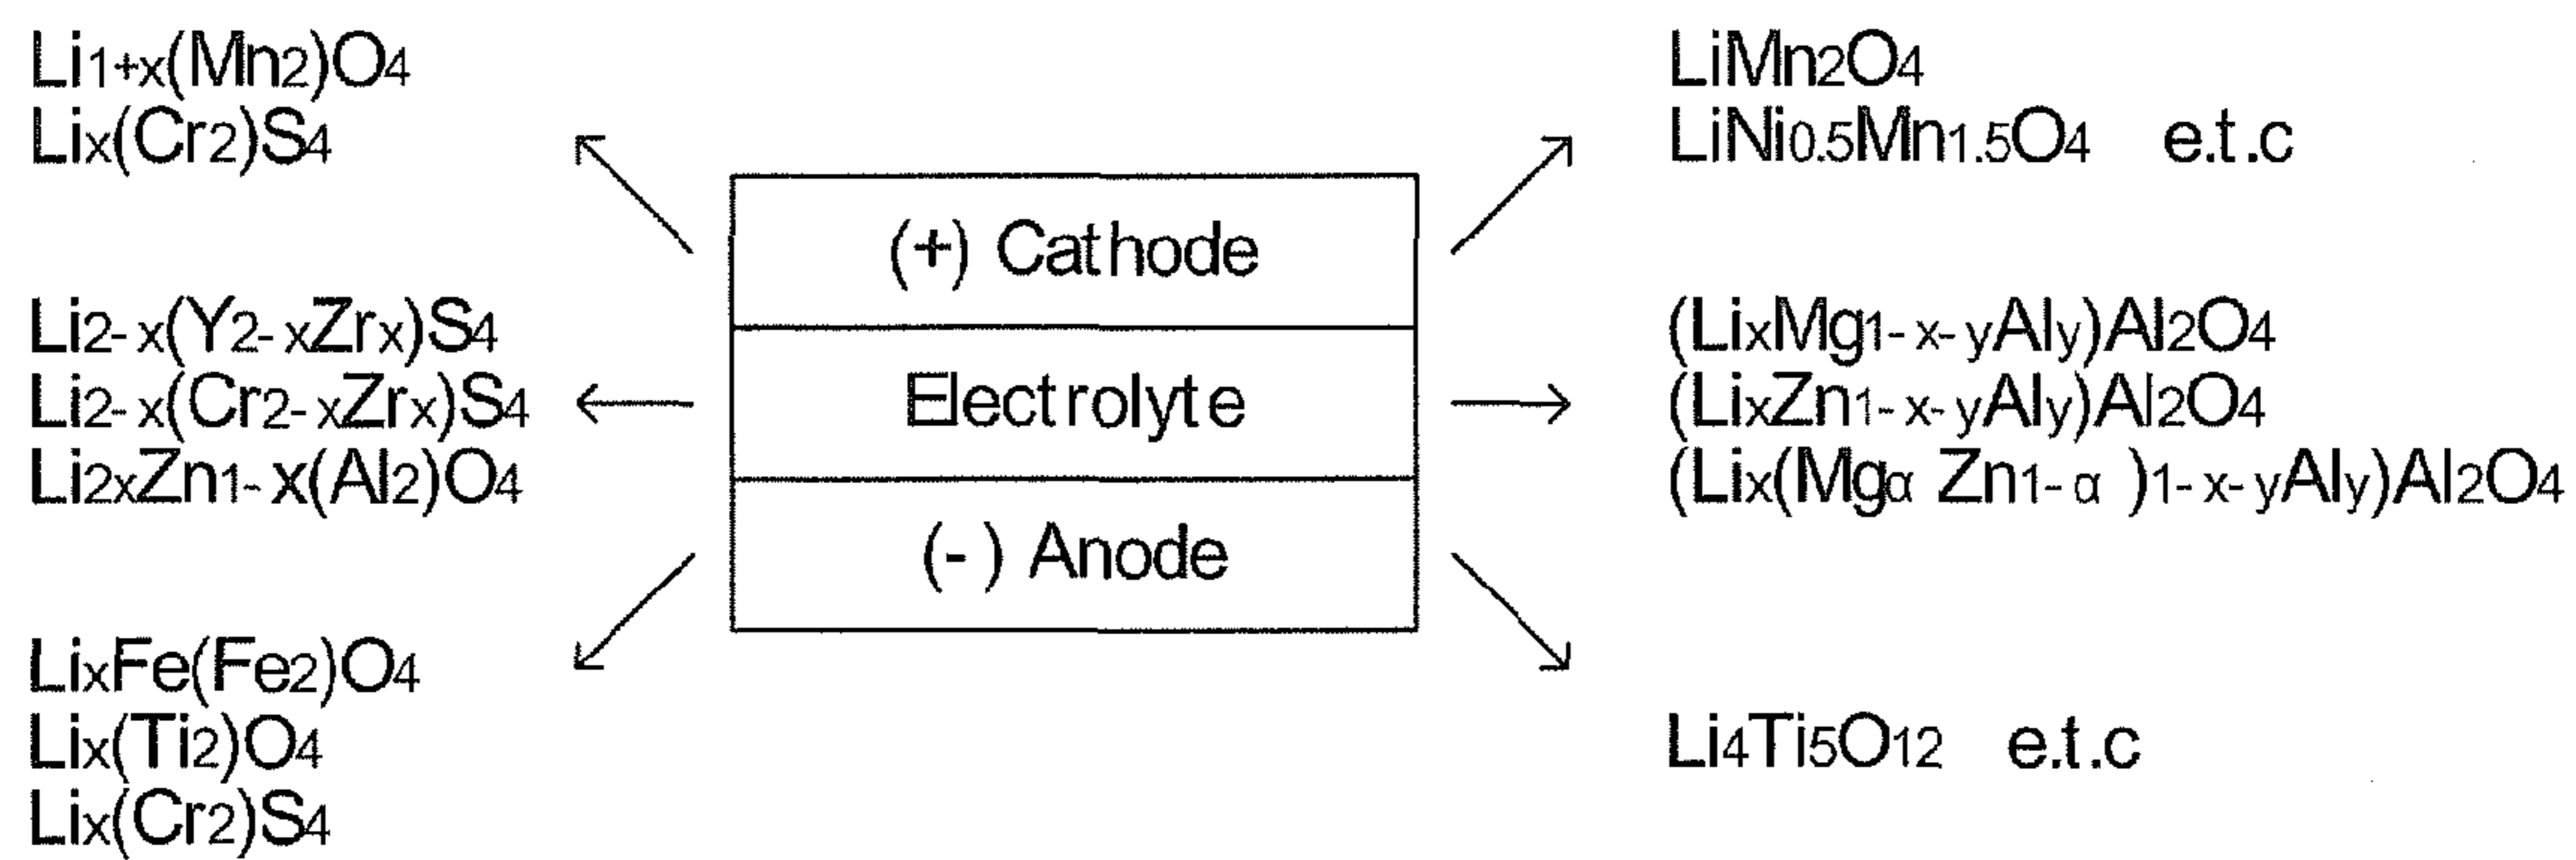 Li1+x(Mn2)O4
Lix(Cr2)S4
Li2-x(Y2-xZrx)S4
Li2-x(Cr2-xZrx)S4
Li2xZn1-x(Al2)O4
LixFe(Fe2)O4
Lix(Ti2)O4
Lix(Cr2)S4
(+) Cathode
Electrolyte
(-) Anode
LiMn2O4
LiNi0.5Mn1.5O4 e.t.c
(LixMg1-x-yAly)Al2O4
(LixZn1-x-yAly)Al2O4
(Lix(Mgα Zn1-α )1-x-yAly)Al2O4
Li4Ti5O12 e.t.c